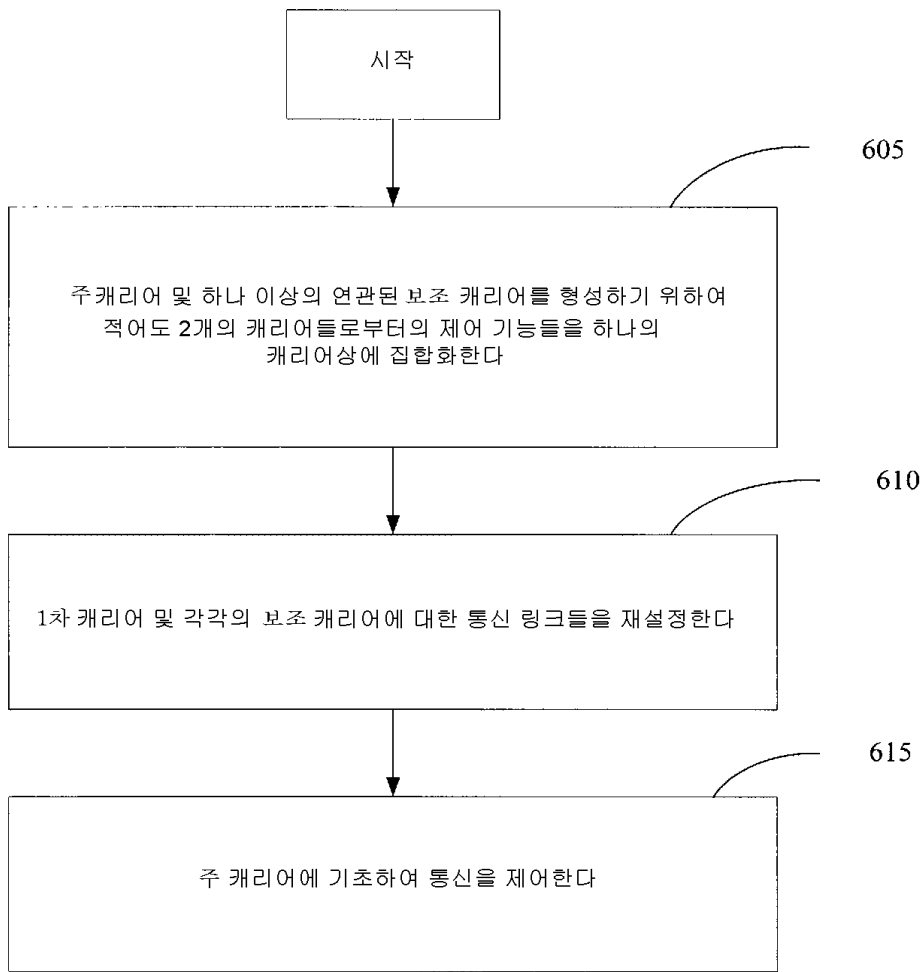 시작
605
주 캐리어 및 하나 이상의 연관된 보조 캐리어를 형성하기 위하여
적어도 2개의 캐리어들로부터의 제어 기능들을 하나의
캐리어상에 집합화한다
610
1차 캐리어 및 각각의 보조 캐리어에 대한 통신 링크들을 재설정한다
615
주 캐리어에 기초하여 통신을 제어한다